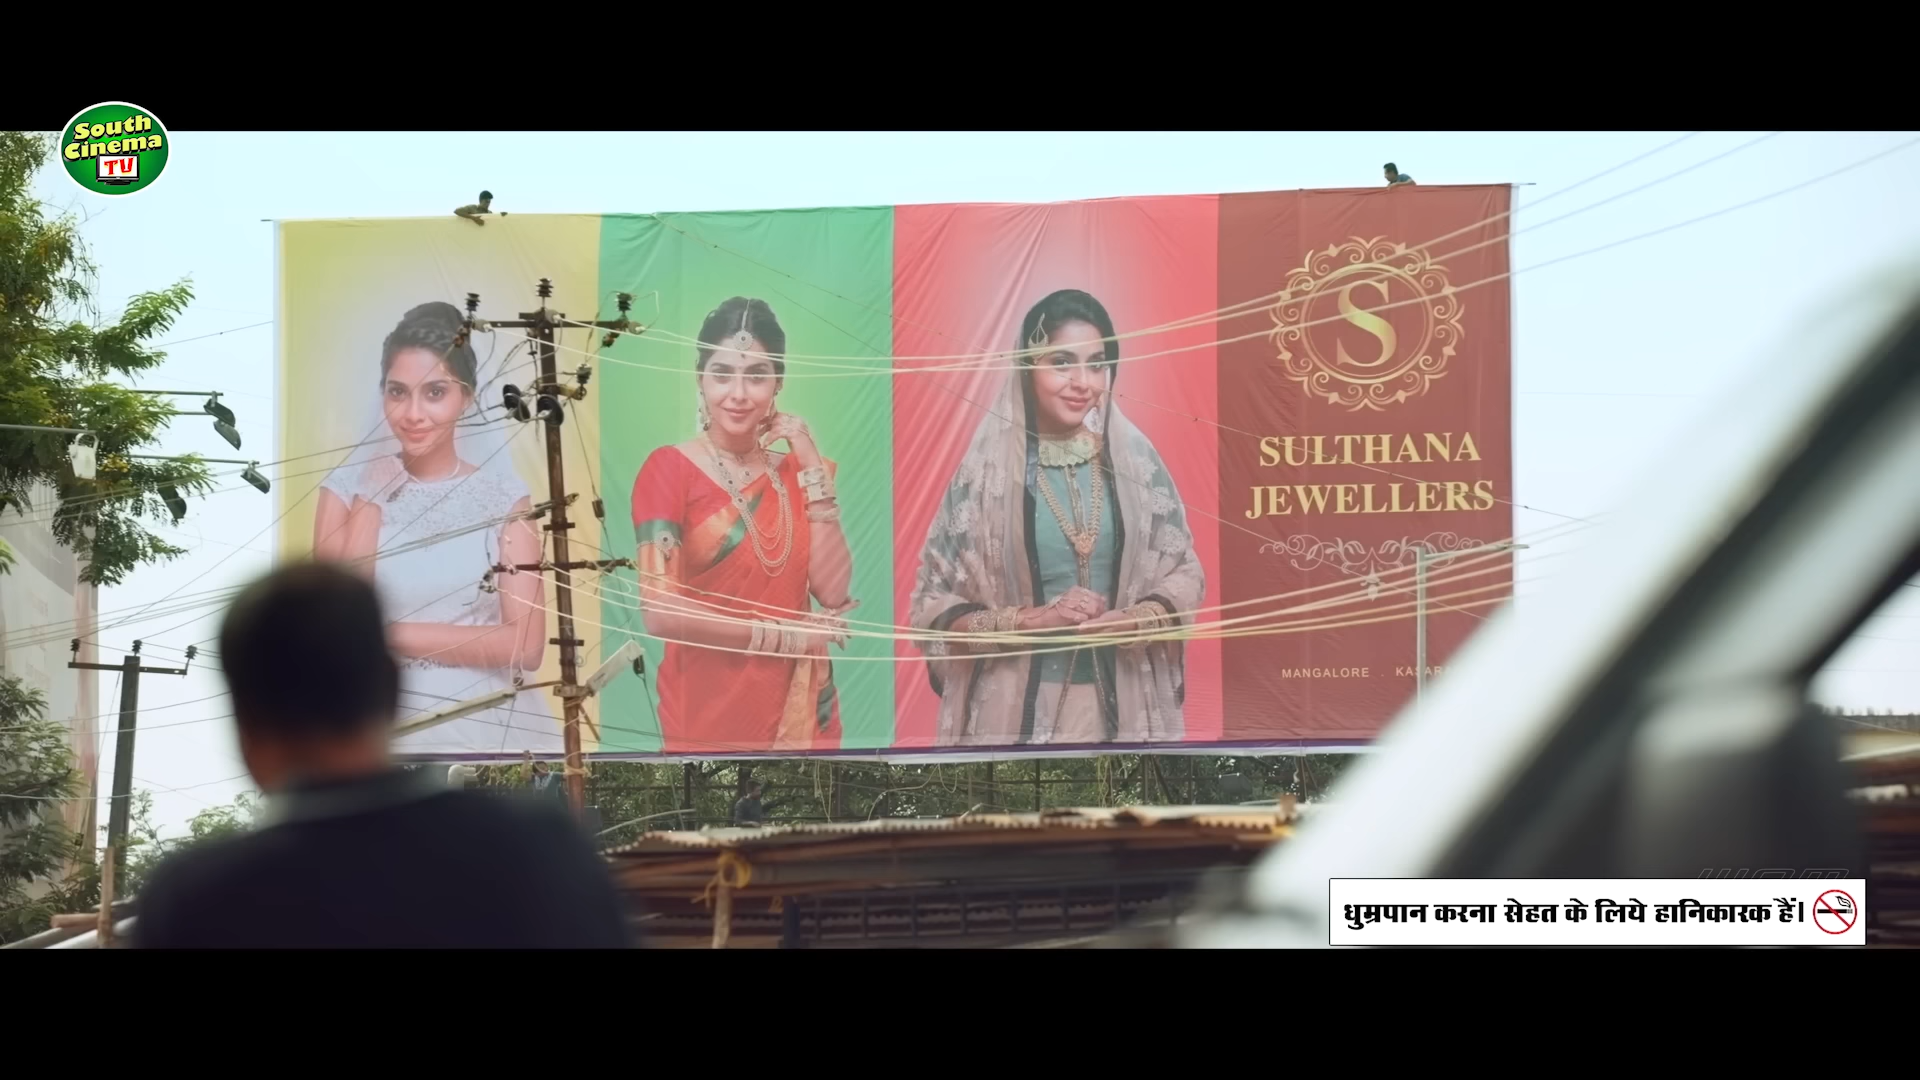 South
Cinema
TV
S
SULTHANA
JEWELLERS
MANGALORE .
धुम्रपान करना सेहत के लिये हानिकारक हैं।